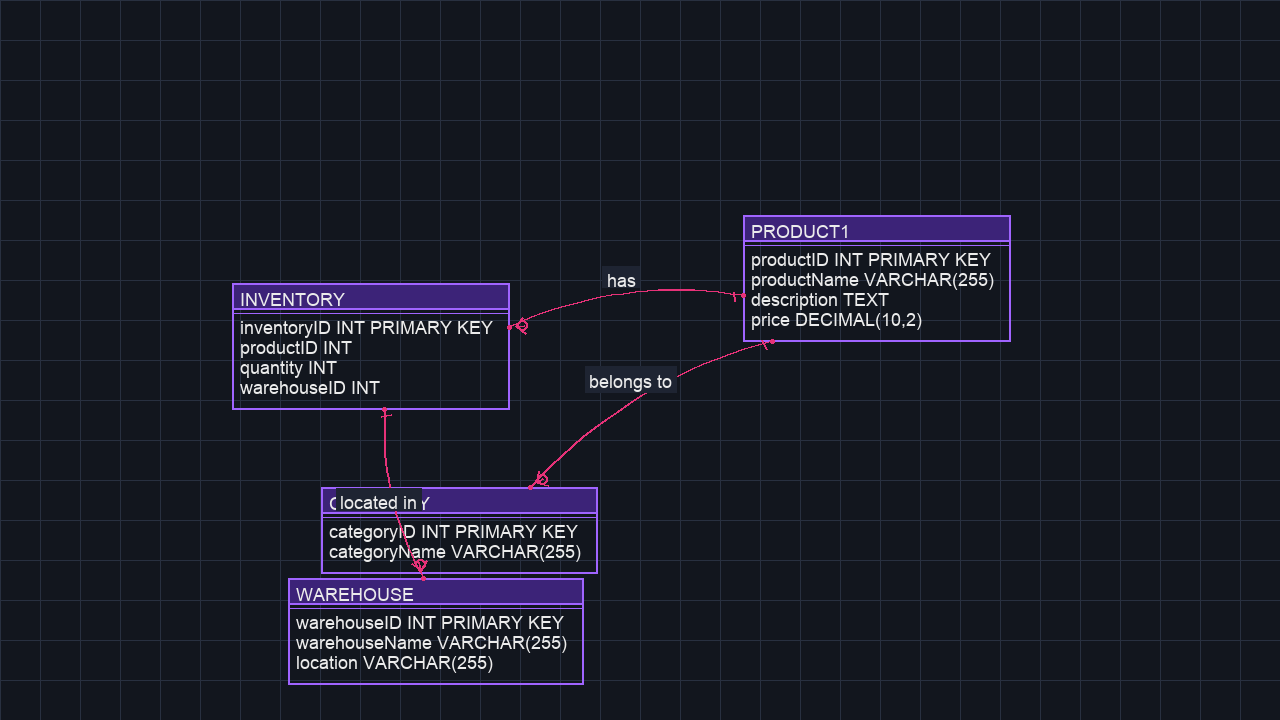 PRODUCT1
productID INT PRIMARY KEY
productName VARCHAR(255)
description TEXT
price DECIMAL(10,2)
has
INVENTORY
inventoryID INT PRIMARY KEY
productID INT
quantity INT
warehouseID INT
belongs to
located in
categoryID INT PRIMARY KEY
categoryName VARCHAR(255)
WAREHOUSE
warehouseID INT PRIMARY KEY
warehouseName VARCHAR(255)
location VARCHAR(255)